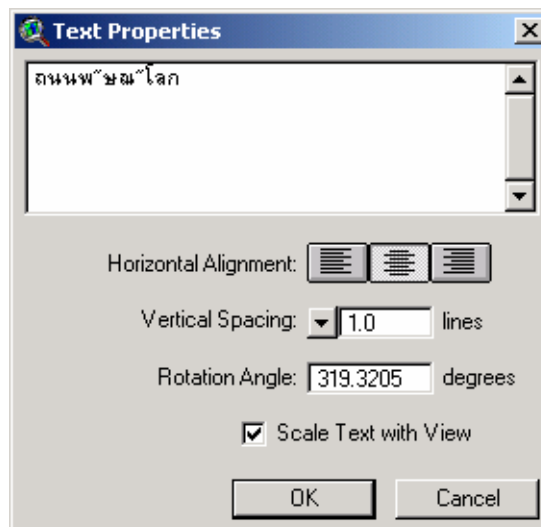 Text Properties
ถนนพ˝ษณ˝โลก
Horizontal Alignment:
Vertical Spacing: 1.0 lines
Rotation Angle: 319.3205 degrees
Scale Text with View
OK Cancel